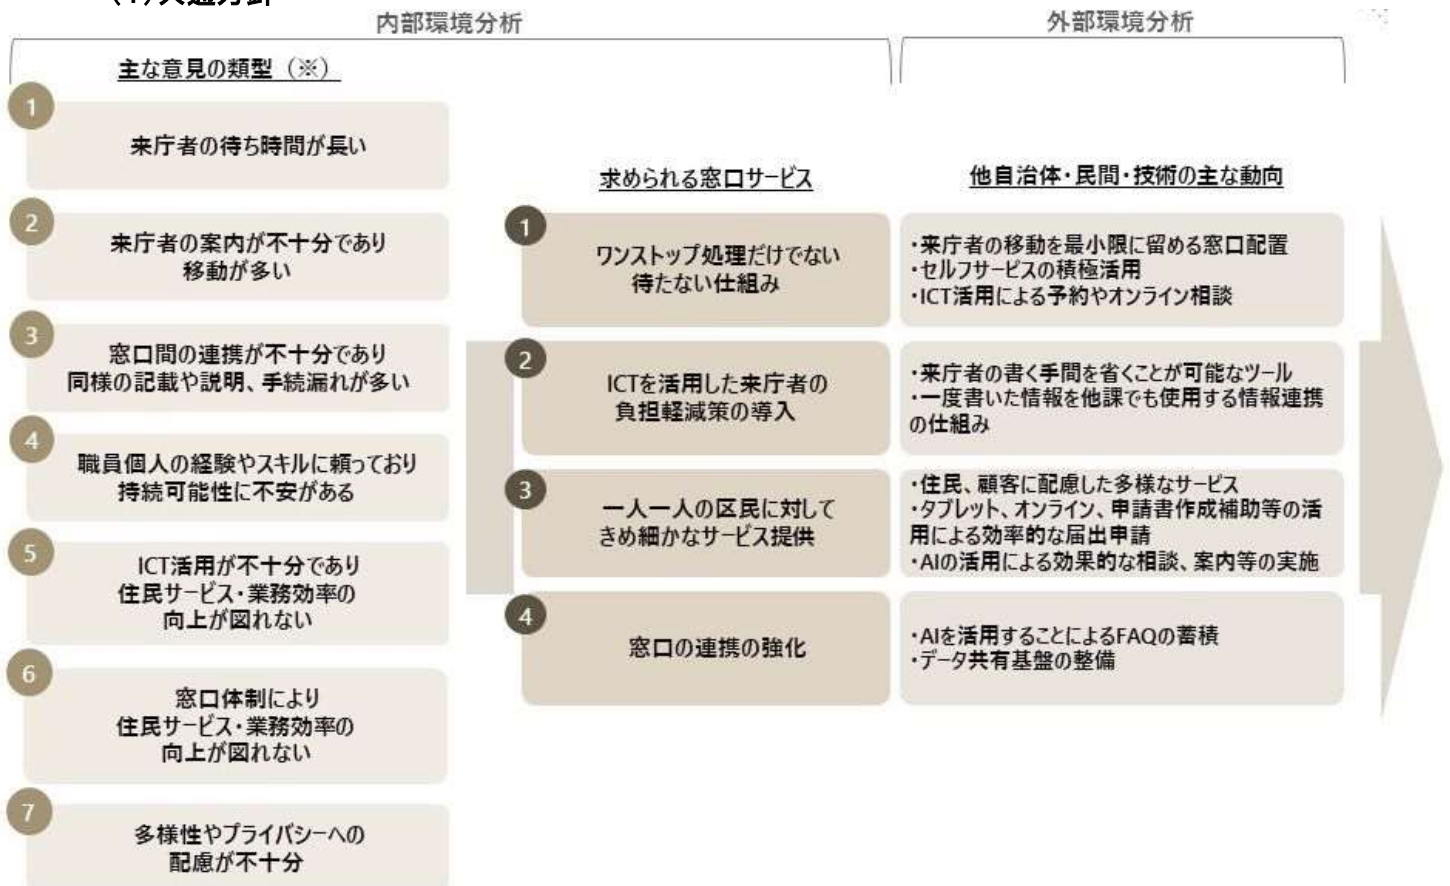 内部環境分析
外部環境分析
主な意見の類型（※）
1
来庁者の待ち時間が長い
2
来庁者の案内が不十分であり
移動が多い
3
窓口間の連携が不十分であり
同様の記載や説明、手続漏れが多い
4
職員個人の経験やスキルに頼っており
持続可能性に不安がある
5
ICT活用が不十分であり
住民サービス・業務効率の
向上が図れない
6
窓口体制により
住民サービス・業務効率の
向上が図れない
7
多様性やプライバシーへの
配慮が不十分
求められる窓口サービス
1
ワンストップ処理だけでない
待たない仕組み
2
ICTを活用した来庁者の
負担軽減策の導入
3
一人一人の区民に対して
きめ細かなサービス提供
4
窓口の連携の強化
他自治体・民間・技術の主な動向
・来庁者の移動を最小限に留める窓口配置
・セルフサービスの積極活用
・ICT活用による予約やオンライン相談
・来庁者の書く手間を省くことが可能なツール
・一度書いた情報を他課でも使用する情報連携
の仕組み
・住民、顧客に配慮した多様なサービス
・タブレット、オンライン、申請書作成補助等の活
用による効率的な届出申請
・AIの活用による効果的な相談、案内等の実施
・AIを活用することによるFAQの蓄積
・データ共有基盤の整備